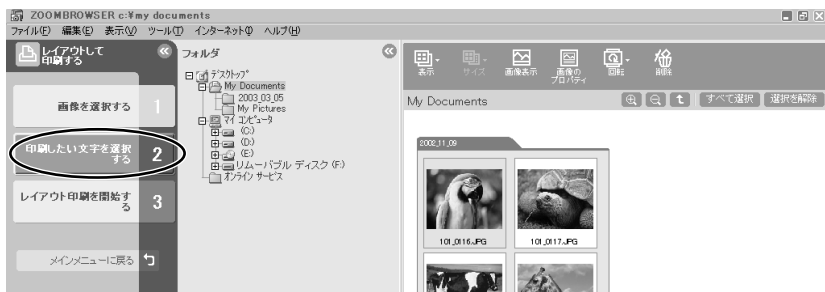 ZOOMBROWSER c:¥my documents
ファイル(F) 編集(E) 表示(V) ツール(T) インターネット(I) ヘルプ(H)
レイアウトして
印刷する
画像を選択する 1
印刷したい文字を選択
する 2
レイアウト印刷を開始す
る 3
メインメニューに戻る
フォルダ
デスクトップ
My Documents
2003_03_05
My Pictures
マイ コンピュータ
(C:)
(D:)
(E:)
リムーバブル ディスク (F:)
オンライン サービス
表示 サイズ 画像表示 画像の
プロパティ 回転 削除
My Documents すべて選択 選択を解除
2002_11_09
101_0116.JPG 101_0117.JPG